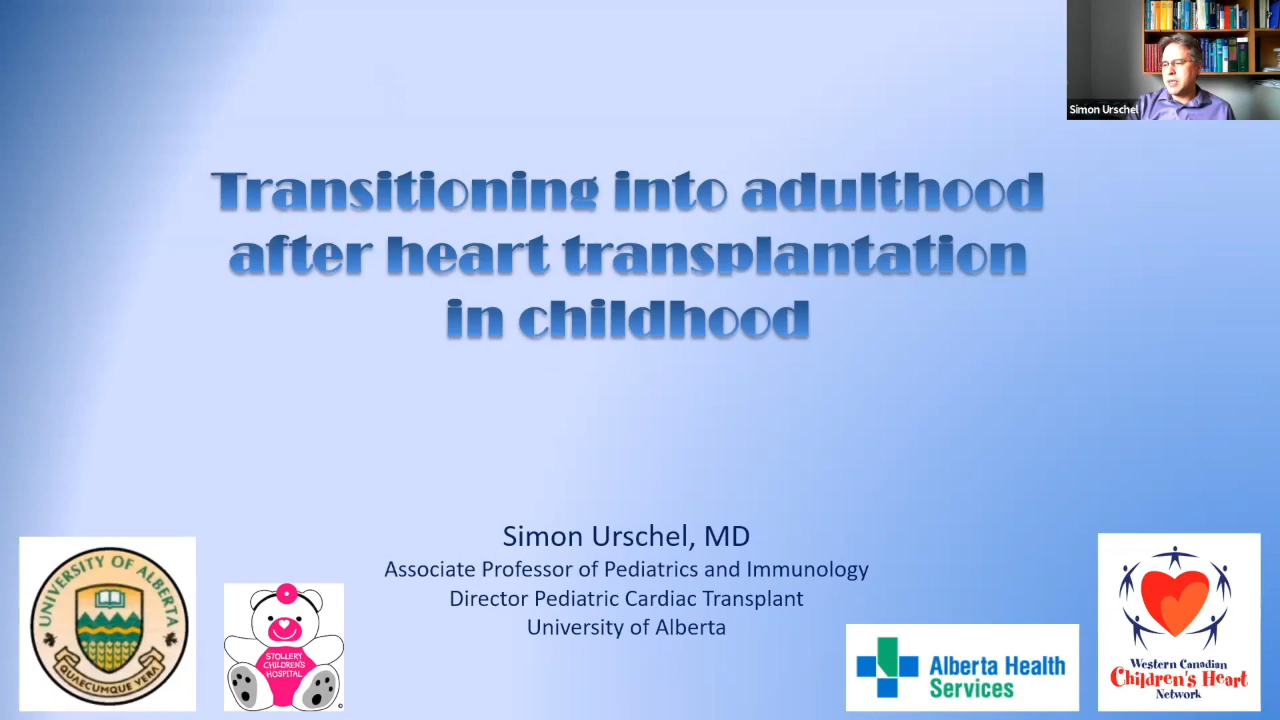 Simon Urschel
Transitioning into adulthood
after heart transplantation
in childhood
Simon Urschel, MD
Associate Professor of Pediatrics and Immunology
Director Pediatric Cardiac Transplant
University of Alberta
UNIVERSITY OF ALBERTA
QUAECUMQUE VERA
STOLLERY
CHILDREN'S
HOSPITAL
©
Alberta Health
Services
Western Canadian
Children's Heart
Network